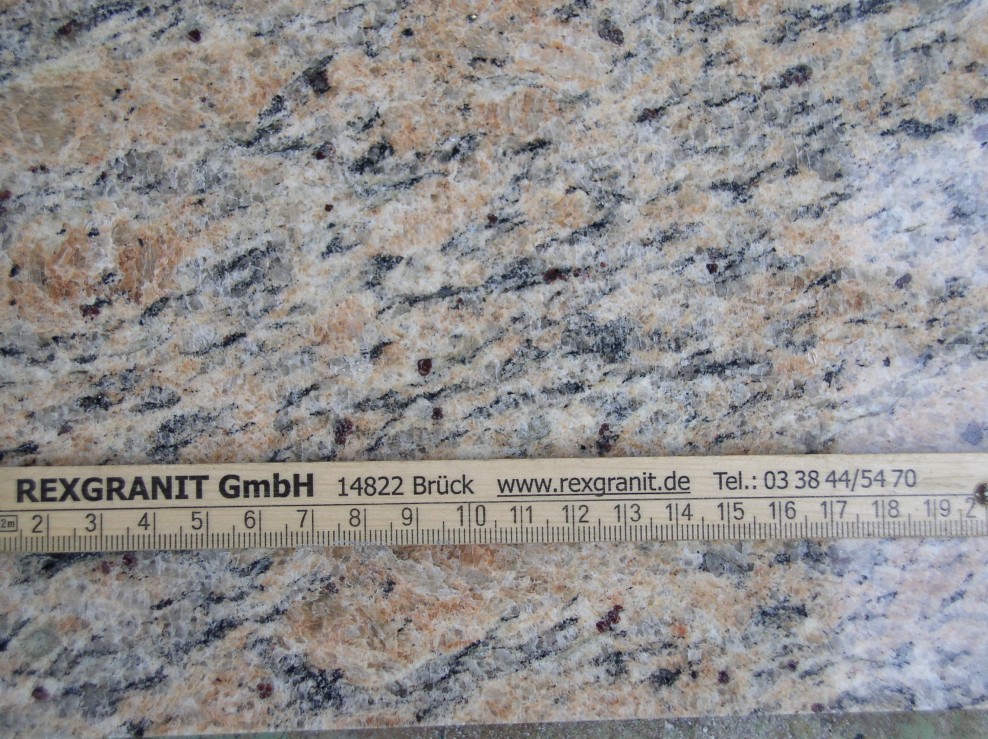 REXGRANIT GmbH 14822 Brück www.rexgranit.de Tel.: 03 38 44/54 70
2m 2 3 4 5 6 7 8 9 10 11 12 13 14 15 16 17 18 19 2